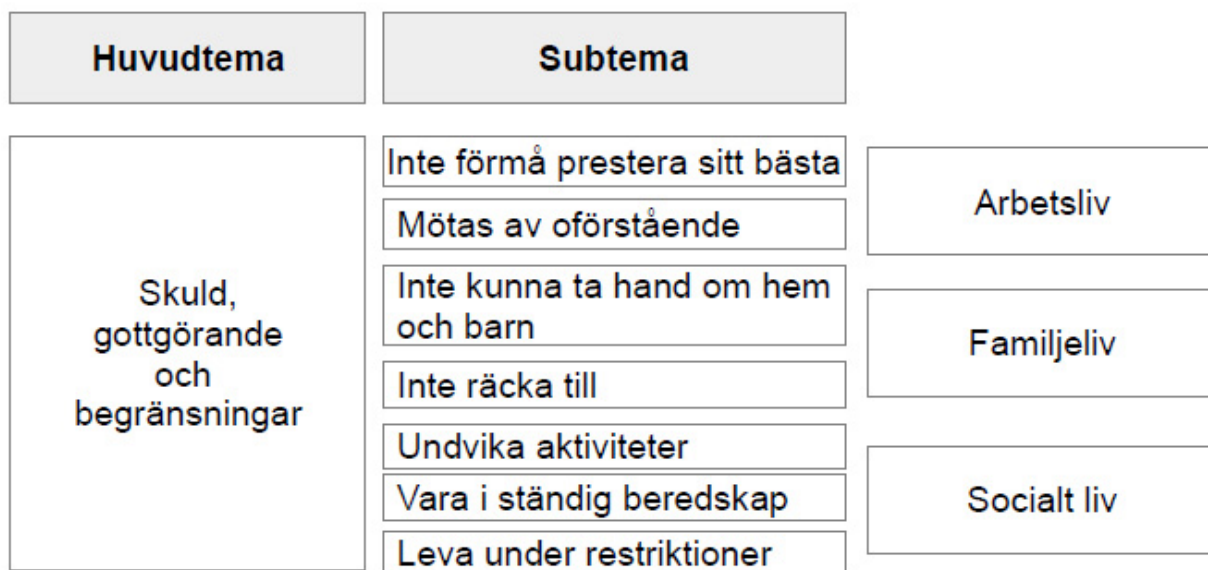 Huvudtema
Subtema
Skuld,
gottgörande
och
begränsningar
Inte förmå prestera sitt bästa
Mötas av oförstående
Inte kunna ta hand om hem
och barn
Inte räcka till
Undvika aktiviteter
Vara i ständig beredskap
Leva under restriktioner
Arbetsliv
Familjeliv
Socialt liv